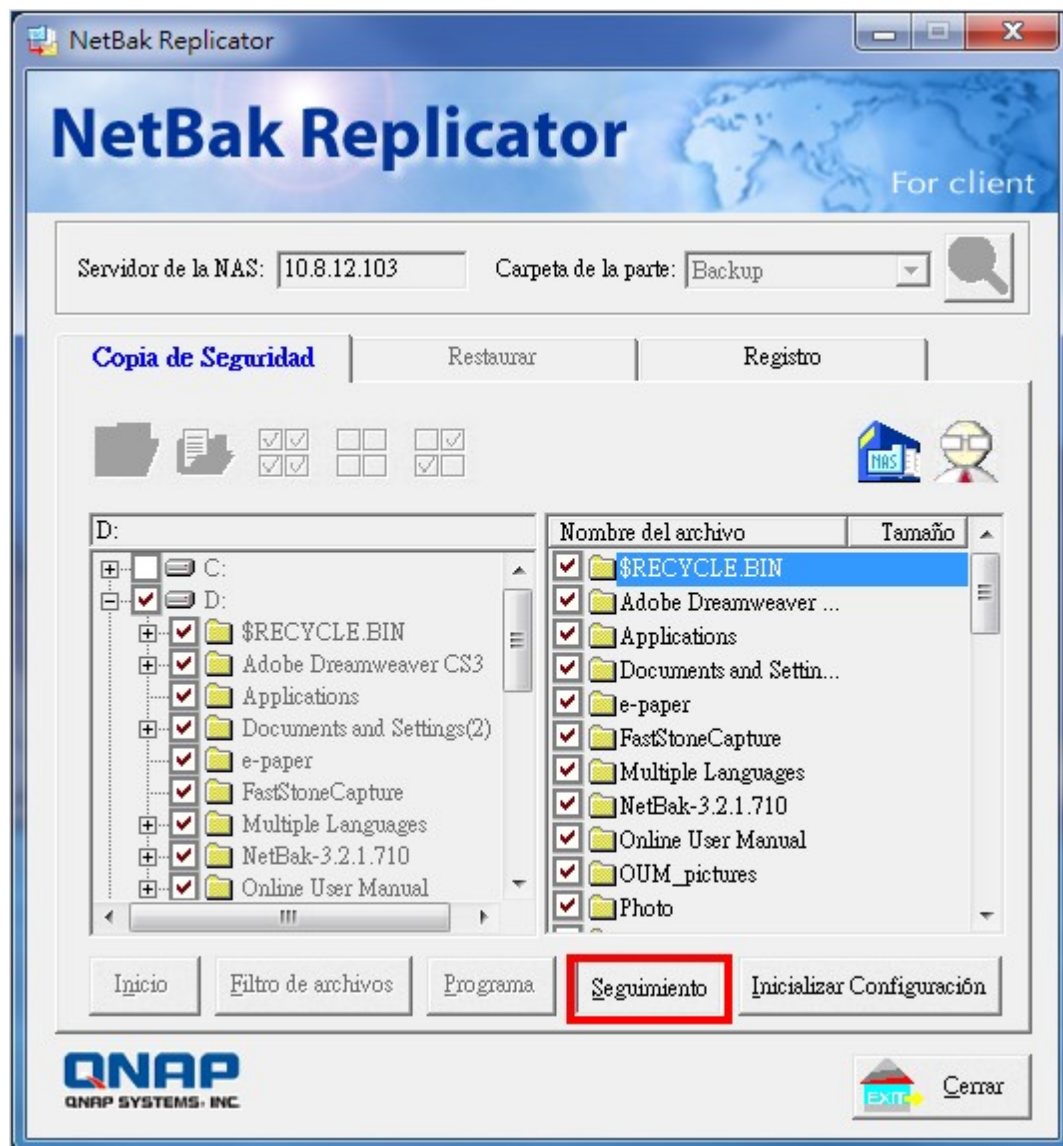 NetBak Replicator
NetBak Replicator
For client
Servidor de la NAS: 10.8.12.103 Carpeta de la parte: Backup
Copia de Seguridad Restaurar Registro
NAS
D:
C:
D:
$RECYCLE.BIN
Adobe Dreamweaver CS3
Applications
Documents and Settings(2)
e-paper
FastStoneCapture
Multiple Languages
NetBak-3.2.1.710
Online User Manual
Nombre del archivo Tamaño
$RECYCLE.BIN
Adobe Dreamweaver ...
Applications
Documents and Settin...
e-paper
FastStoneCapture
Multiple Languages
NetBak-3.2.1.710
Online User Manual
OUM_pictures
Photo
Inicio Filtro de archivos Programa Seguimiento Inicializar Configuración
QNAP
QNAP SYSTEMS, INC
EXIT Cerrar